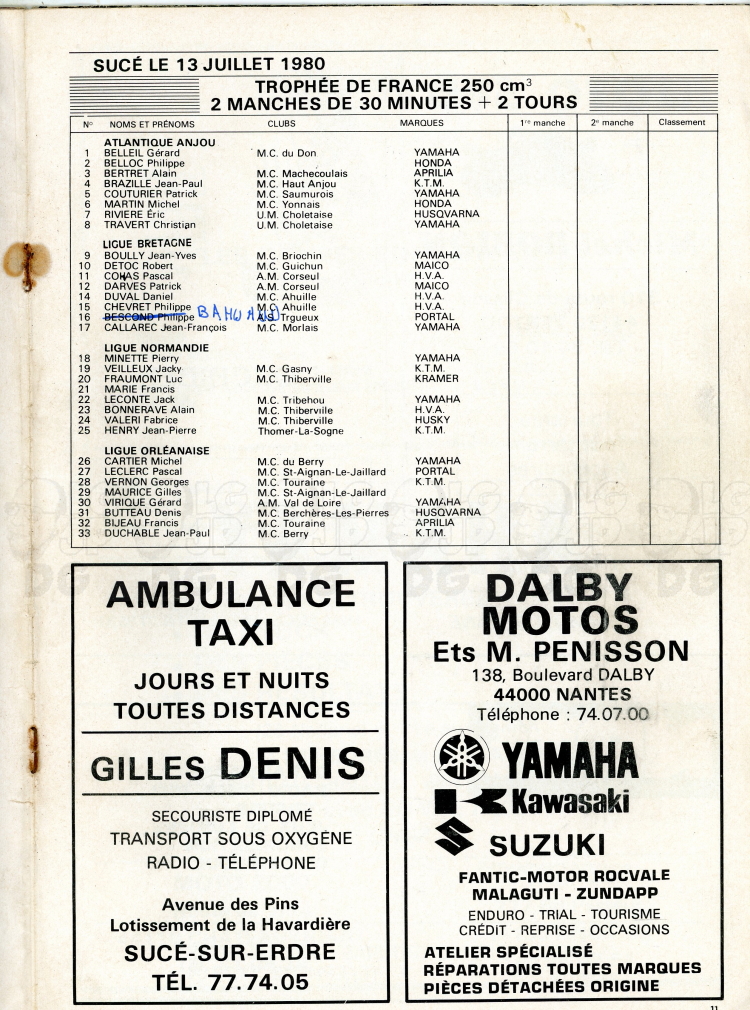 SUCÉ LE 13 JUILLET 1980
TROPHÉE DE FRANCE 250 cm³
2 MANCHES DE 30 MINUTES + 2 TOURS
N° NOMS ET PRÉNOMS CLUBS MARQUES 1re manche 2e manche Classement
ATLANTIQUE ANJOU
1 BELLEIL Gérard M.C. du Don YAMAHA
2 BELLOC Philippe HONDA
3 BERTRET Alain M.C. Machecoulais APRILIA
4 BRAZILLE Jean-Paul M.C. Haut Anjou K.T.M.
5 COUTURIER Patrick M.C. Saumurois YAMAHA
6 MARTIN Michel M.C. Yonnais HONDA
7 RIVIERE Éric U.M. Choletaise HUSQVARNA
8 TRAVERT Christian U.M. Choletaise YAMAHA
LIGUE BRETAGNE
9 BOULLY Jean-Yves M.C. Briochin YAMAHA
10 DETOC Robert M.C. Guichun MAICO
11 COHAS Pascal A.M. Corseul H.V.A.
12 DARVES Patrick A.M. Corseul MAICO
14 DUVAL Daniel M.C. Ahuille H.V.A.
15 CHEVRET Philippe M.C. Ahuille H.V.A.
16 BESCOND Philippe A.S. Trgueux PORTAL
17 CALLAREC Jean-François M.C. Morlais YAMAHA
LIGUE NORMANDIE
18 MINETTE Pierry YAMAHA
19 VEILLEUX Jacky M.C. Gasny K.T.M.
20 FRAUMONT Luc M.C. Thiberville KRAMER
21 MARIE Francis
22 LECONTE Jack M.C. Tribehou YAMAHA
23 BONNERAVE Alain M.C. Thiberville H.V.A.
24 VALERI Fabrice M.C. Thiberville HUSKY
25 HENRY Jean-Pierre Thomer-La-Sogne K.T.M.
LIGUE ORLÉANAISE
26 CARTIER Michel M.C. du Berry YAMAHA
27 LECLERC Pascal M.C. St-Aignan-Le-Jaillard PORTAL
28 VERNON Georges M.C. Touraine K.T.M.
29 MAURICE Gilles M.C. St-Aignan-Le-Jaillard
30 VIRIQUE Gérard A.M. Val de Loire YAMAHA
31 BUTTEAU Denis M.C. Berchères-Les-Pierres HUSQVARNA
32 BIJEAU Francis M.C. Touraine APRILIA
33 DUCHABLE Jean-Paul M.C. Berry K.T.M.
AMBULANCE
TAXI
JOURS ET NUITS
TOUTES DISTANCES
GILLES DENIS
SECOURISTE DIPLOMÉ
TRANSPORT SOUS OXYGÈNE
RADIO - TÉLÉPHONE
Avenue des Pins
Lotissement de la Havardière
SUCÉ-SUR-ERDRE
TÉL. 77.74.05
DALBY
MOTOS
Ets M. PENISSON
138, Boulevard DALBY
44000 NANTES
Téléphone : 74.07.00
YAMAHA
Kawasaki
SUZUKI
FANTIC-MOTOR ROCVALE
MALAGUTI - ZUNDAPP
ENDURO - TRIAL - TOURISME
CRÉDIT - REPRISE - OCCASIONS
ATELIER SPÉCIALISÉ
RÉPARATIONS TOUTES MARQUES
PIÈCES DÉTACHÉES ORIGINE
11